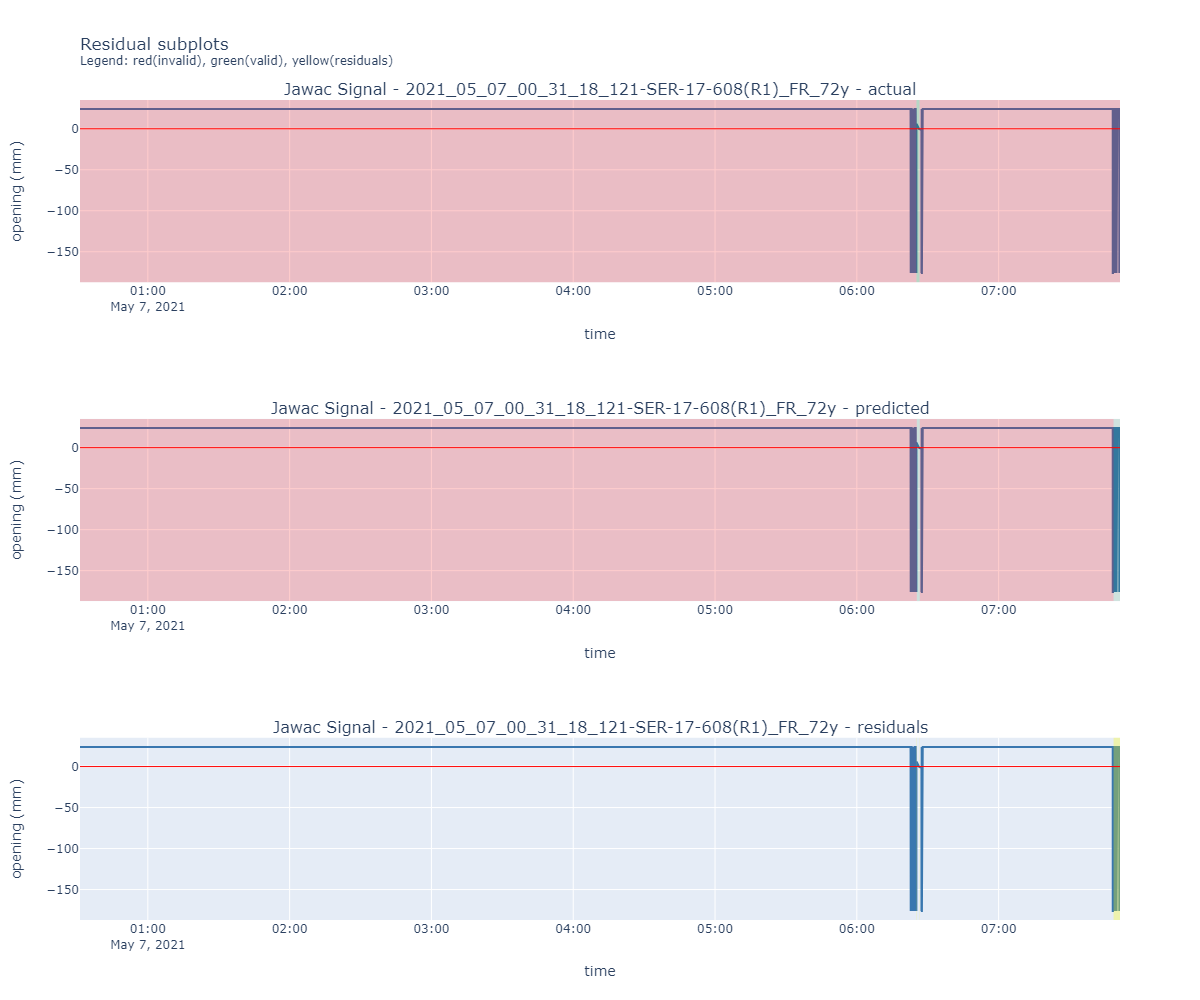 Residual subplots
Legend: red(invalid), green(valid), yellow(residuals)
Jawac Signal - 2021_05_07_00_31_18_121-SER-17-608(R1)_FR_72y - actual
opening (mm)
0
−50
−100
−150
01:00 02:00 03:00 04:00 05:00 06:00 07:00
May 7, 2021
time
Jawac Signal - 2021_05_07_00_31_18_121-SER-17-608(R1)_FR_72y - predicted
opening (mm)
0
−50
−100
−150
01:00 02:00 03:00 04:00 05:00 06:00 07:00
May 7, 2021
time
Jawac Signal - 2021_05_07_00_31_18_121-SER-17-608(R1)_FR_72y - residuals
opening (mm)
0
−50
−100
−150
01:00 02:00 03:00 04:00 05:00 06:00 07:00
May 7, 2021
time